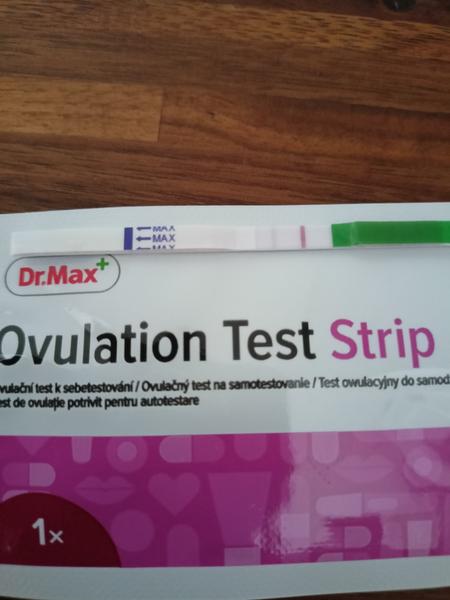 MAX
MAX
MAX
Dr.Max+
Ovulation Test Strip
vulační test k sebetestování / Ovulačný test na samotestovanie / Test owulacyjny do samod
est de ovulație potrivit pentru autotestare
1x